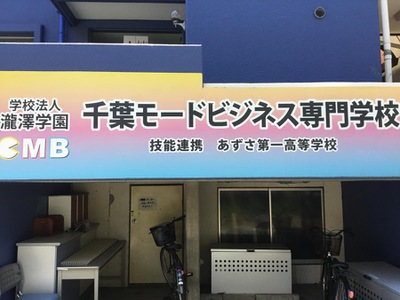 学校法人
瀧澤学園
CMB
千葉モードビジネス専門学校
技能連携 あずさ第一高等学校